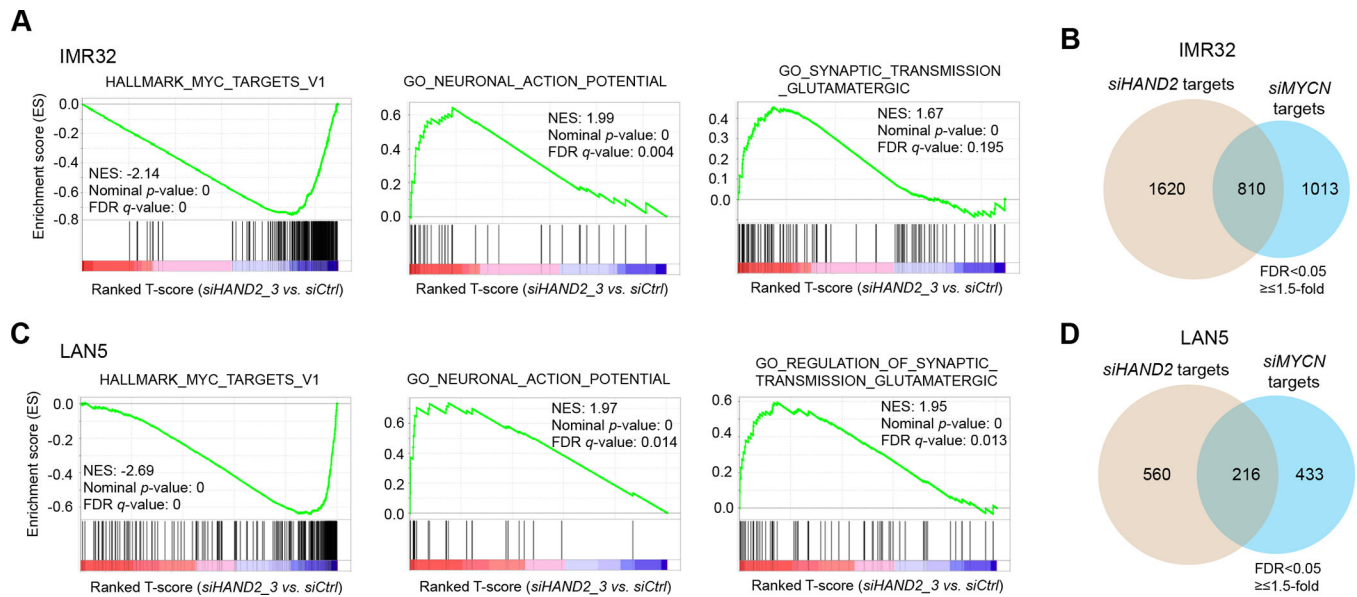 A
IMR32
HALLMARK_MYC_TARGETS_V1
Enrichment score (ES)
0.0
-0.2
-0.4
-0.6
-0.8
NES: -2.14
Nominal p-value: 0
FDR q-value: 0
Ranked T-score (siHAND2_3 vs. siCtrl)
GO_NEURONAL_ACTION_POTENTIAL
0.6
0.4
0.2
0.0
NES: 1.99
Nominal p-value: 0
FDR q-value: 0.004
Ranked T-score (siHAND2_3 vs. siCtrl)
GO_SYNAPTIC_TRANSMISSION
_GLUTAMATERGIC
0.4
0.3
0.2
0.1
0.0
NES: 1.67
Nominal p-value: 0
FDR q-value: 0.195
Ranked T-score (siHAND2_3 vs. siCtrl)
B
IMR32
siHAND2 targets
siMYCN
targets
1620
810
1013
FDR<0.05
≥≤1.5-fold
C
LAN5
HALLMARK_MYC_TARGETS_V1
Enrichment score (ES)
0.0
-0.2
-0.4
-0.6
NES: -2.69
Nominal p-value: 0
FDR q-value: 0
Ranked T-score (siHAND2_3 vs. siCtrl)
GO_NEURONAL_ACTION_POTENTIAL
0.6
0.4
0.2
0.0
NES: 1.97
Nominal p-value: 0
FDR q-value: 0.014
Ranked T-score (siHAND2_3 vs. siCtrl)
GO_REGULATION_OF_SYNAPTIC_
TRANSMISSION_GLUTAMATERGIC
0.6
0.4
0.2
0.0
NES: 1.95
Nominal p-value: 0
FDR q-value: 0.013
Ranked T-score (siHAND2_3 vs. siCtrl)
D
LAN5
siHAND2 targets
siMYCN
targets
560
216
433
FDR<0.05
≥≤1.5-fold